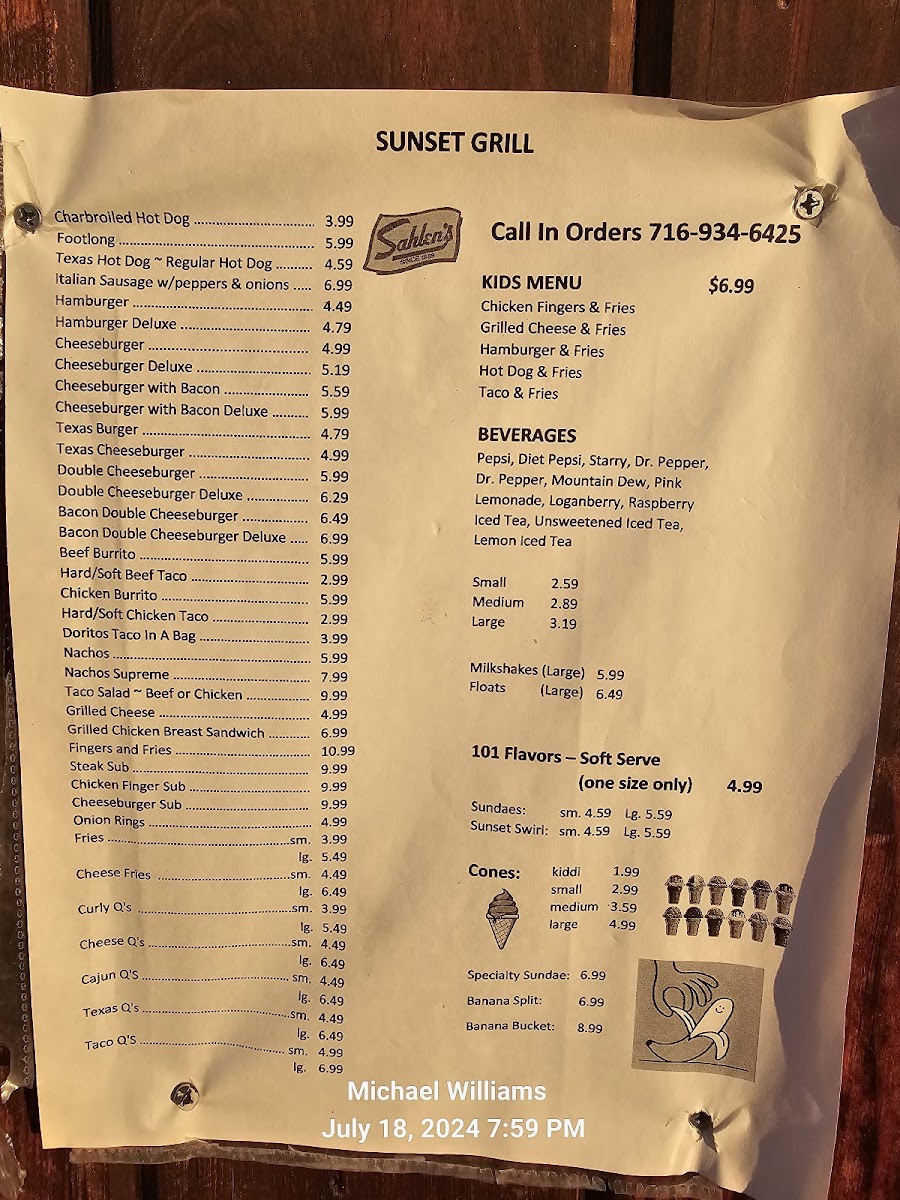 SUNSET GRILL
Charbroiled Hot Dog ........ 3.99
Footlong ........ 5.99
Texas Hot Dog ~ Regular Hot Dog ........ 4.59
Italian Sausage w/peppers & onions ..... 6.99
Hamburger ........ 4.49
Hamburger Deluxe ........ 4.79
Cheeseburger ........ 4.99
Cheeseburger Deluxe ........ 5.19
Cheeseburger with Bacon ........ 5.59
Cheeseburger with Bacon Deluxe ........ 5.99
Texas Burger ........ 4.79
Texas Cheeseburger ........ 4.99
Double Cheeseburger ........ 5.99
Double Cheeseburger Deluxe ........ 6.29
Bacon Double Cheeseburger ........ 6.49
Bacon Double Cheeseburger Deluxe ..... 6.99
Beef Burrito ........ 5.99
Hard/Soft Beef Taco ........ 2.99
Chicken Burrito ........ 5.99
Hard/Soft Chicken Taco ........ 2.99
Doritos Taco In A Bag ........ 3.99
Nachos ........ 5.99
Nachos Supreme ........ 7.99
Taco Salad ~ Beef or Chicken ........ 9.99
Grilled Cheese ........ 4.99
Grilled Chicken Breast Sandwich ........ 6.99
Fingers and Fries ........ 10.99
Steak Sub ........ 9.99
Chicken Finger Sub ........ 9.99
Cheeseburger Sub ........ 9.99
Onion Rings ........ 4.99
Fries ........sm. 3.99
lg. 5.49
Cheese Fries ........sm. 4.49
lg. 6.49
Curly Q's ........sm. 3.99
lg. 5.49
Cheese Q's ........sm. 4.49
lg. 6.49
Cajun Q's ........ sm. 4.49
lg. 6.49
Texas Q's ........sm. 4.49
lg. 6.49
Taco Q's ........ sm. 4.99
lg. 6.99
Sahlen's
SINCE 1869
Call In Orders 716-934-6425
KIDS MENU $6.99
Chicken Fingers & Fries
Grilled Cheese & Fries
Hamburger & Fries
Hot Dog & Fries
Taco & Fries
BEVERAGES
Pepsi, Diet Pepsi, Starry, Dr. Pepper,
Dr. Pepper, Mountain Dew, Pink
Lemonade, Loganberry, Raspberry
Iced Tea, Unsweetened Iced Tea,
Lemon Iced Tea
Small 2.59
Medium 2.89
Large 3.19
Milkshakes (Large) 5.99
Floats (Large) 6.49
101 Flavors – Soft Serve
(one size only) 4.99
Sundaes: sm. 4.59 Lg. 5.59
Sunset Swirl: sm. 4.59 Lg. 5.59
Cones: kiddi 1.99
small 2.99
medium 3.59
large 4.99
Specialty Sundae: 6.99
Banana Split: 6.99
Banana Bucket: 8.99
Michael Williams
July 18, 2024 7:59 PM